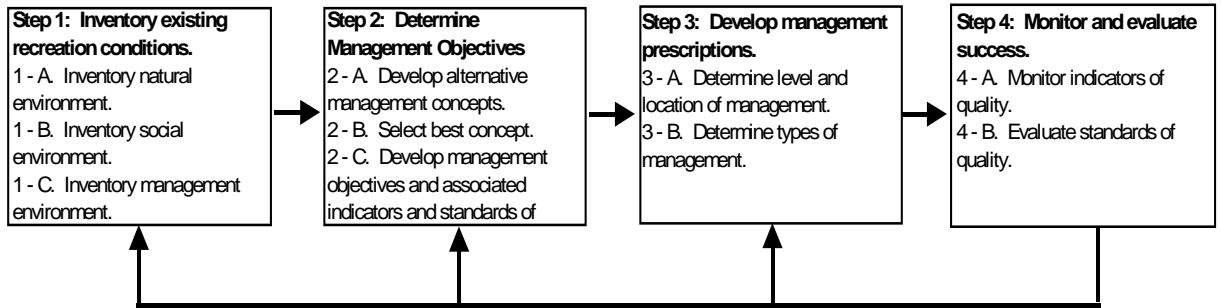 Step 1: Inventory existing
recreation conditions.
1 - A. Inventory natural
environment.
1 - B. Inventory social
environment.
1 - C. Inventory management
environment.
Step 2: Determine
Management Objectives
2 - A. Develop alternative
management concepts.
2 - B. Select best concept.
2 - C. Develop management
objectives and associated
indicators and standards of
Step 3: Develop management
prescriptions.
3 - A. Determine level and
location of management.
3 - B. Determine types of
management.
Step 4: Monitor and evaluate
success.
4 - A. Monitor indicators of
quality.
4 - B. Evaluate standards of
quality.